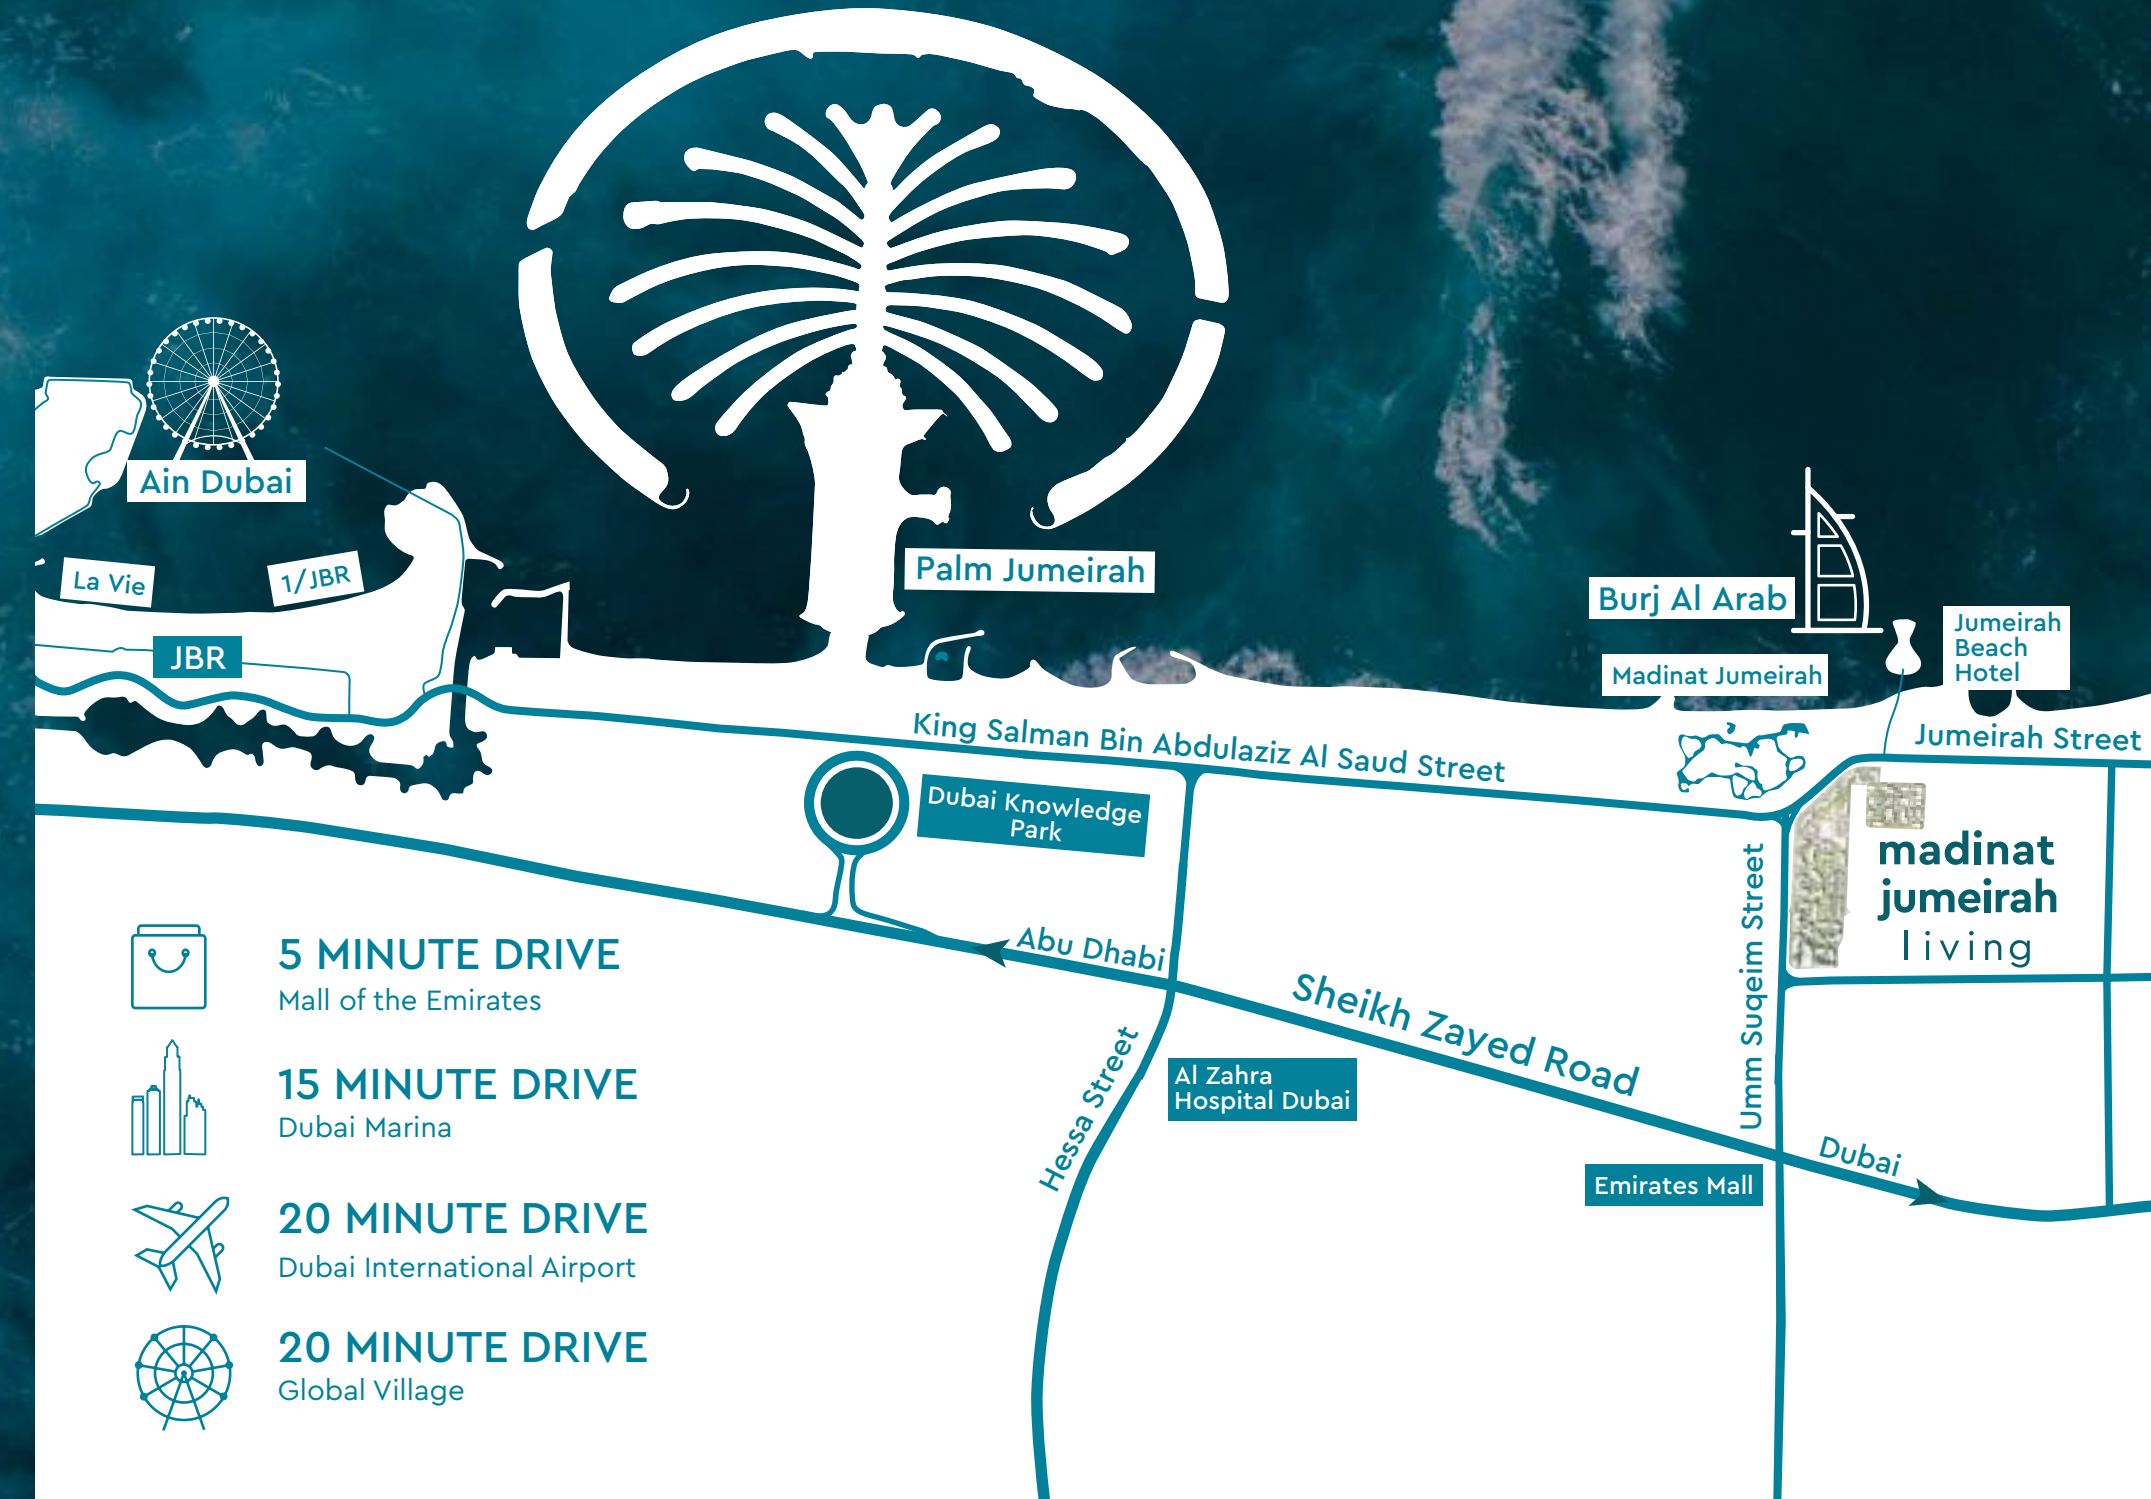 Ain Dubai
La Vie
1/JBR
JBR
Palm Jumeirah
Burj Al Arab
Jumeirah
Beach
Hotel
Madinat Jumeirah
King Salman Bin Abdulaziz Al Saud Street
Jumeirah Street
Dubai Knowledge
Park
madinat
jumeirah
living
Umm Suqeim Street
Abu Dhabi
Sheikh Zayed Road
Hessa Street
Al Zahra
Hospital Dubai
Dubai
Emirates Mall
5 MINUTE DRIVE
Mall of the Emirates
15 MINUTE DRIVE
Dubai Marina
20 MINUTE DRIVE
Dubai International Airport
20 MINUTE DRIVE
Global Village